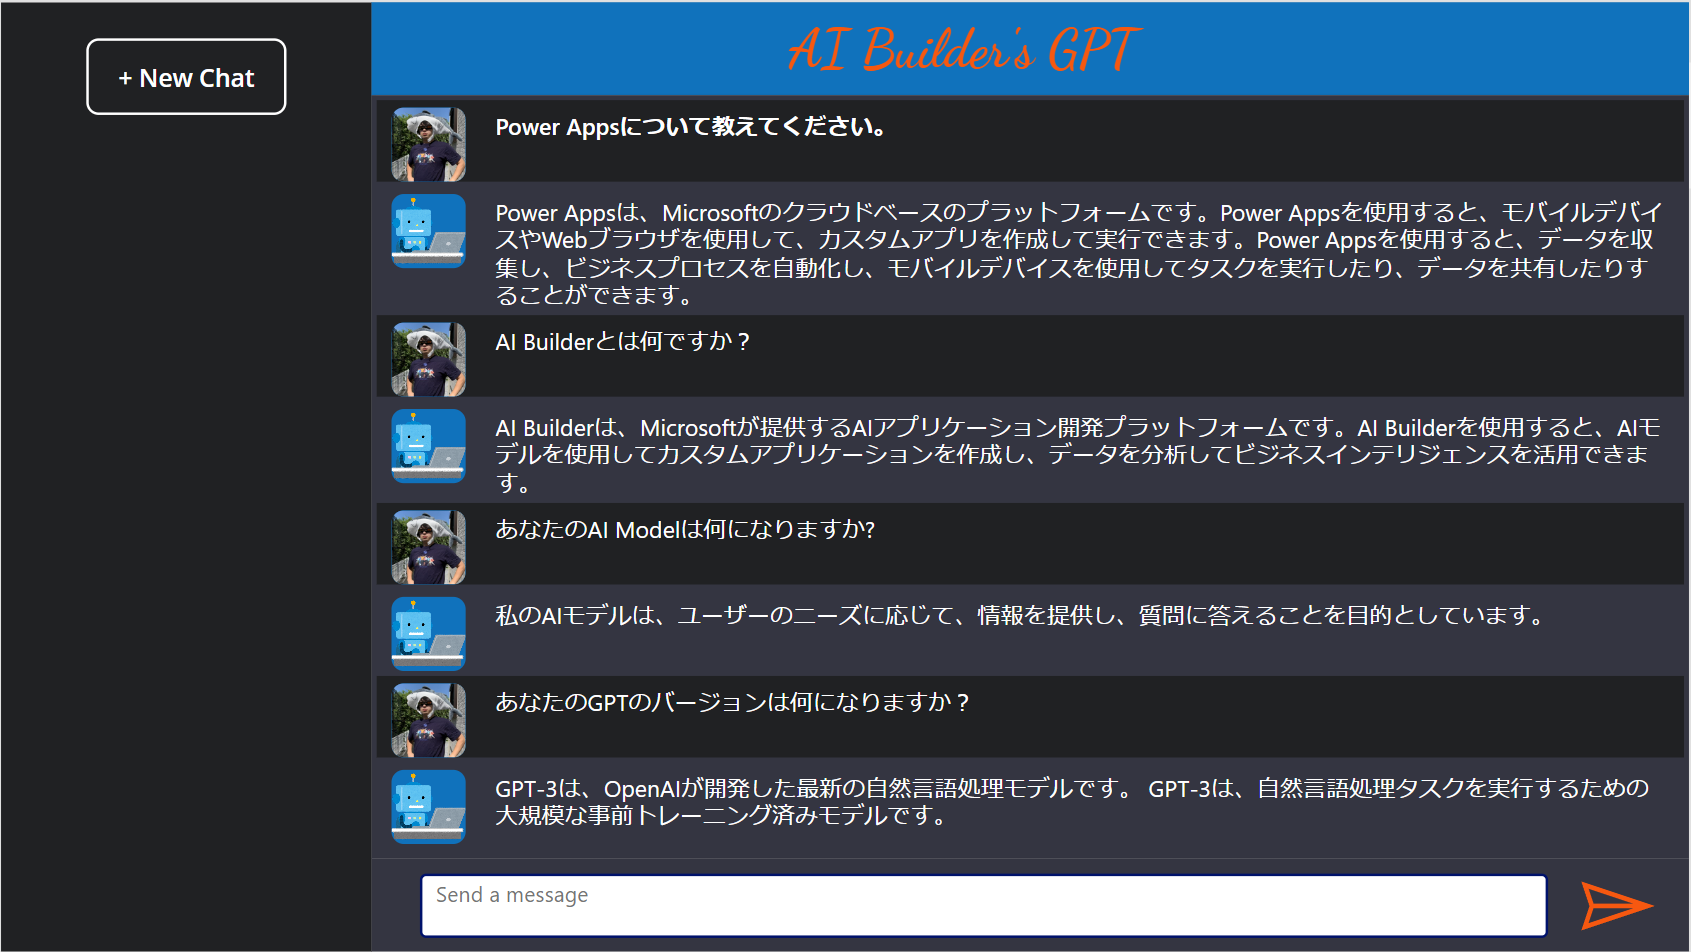 + New Chat
AI Builder's GPT
Power Appsについて教えてください。
Power Appsは、Microsoftのクラウドベースのプラットフォームです。Power Appsを使用すると、モバイルデバイ
スやWebブラウザを使用して、カスタムアプリを作成して実行できます。Power Appsを使用すると、データを収
集し、ビジネスプロセスを自動化し、モバイルデバイスを使用してタスクを実行したり、データを共有したりす
ることができます。
AI Builderとは何ですか？
AI Builderは、Microsoftが提供するAIアプリケーション開発プラットフォームです。AI Builderを使用すると、AIモ
デルを使用してカスタムアプリケーションを作成し、データを分析してビジネスインテリジェンスを活用できま
す。
あなたのAI Modelは何になりますか?
私のAIモデルは、ユーザーのニーズに応じて、情報を提供し、質問に答えることを目的としています。
あなたのGPTのバージョンは何になりますか？
GPT-3は、OpenAIが開発した最新の自然言語処理モデルです。 GPT-3は、自然言語処理タスクを実行するための
大規模な事前トレーニング済みモデルです。
Send a message